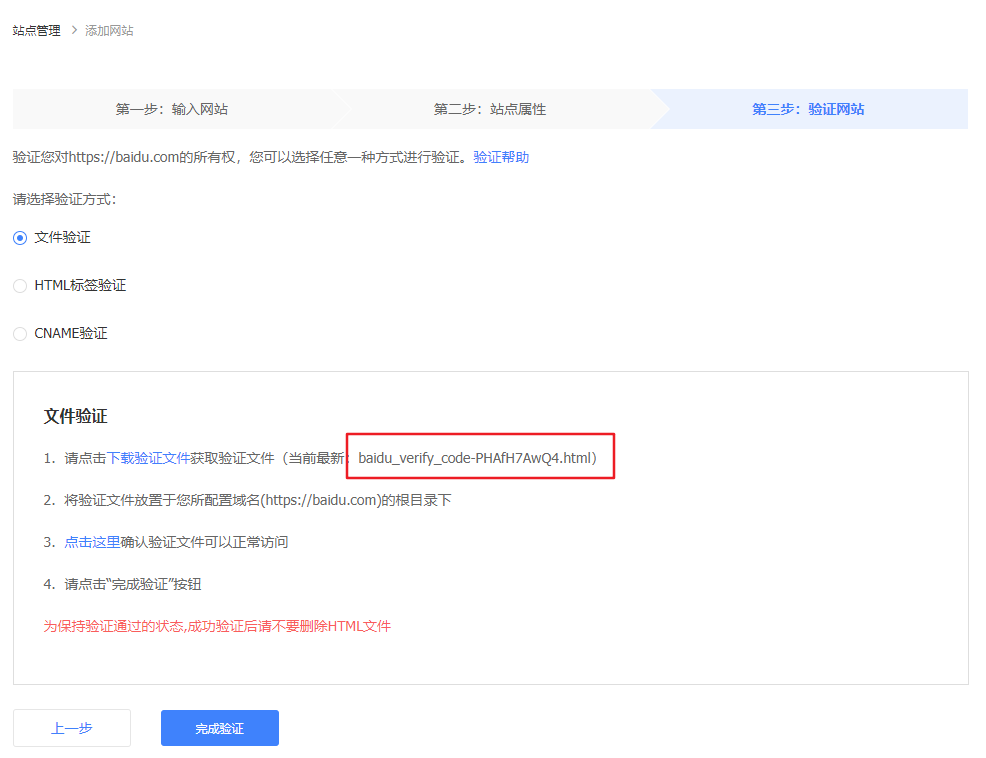 站点管理 > 添加网站
第一步：输入网站 第二步：站点属性 第三步：验证网站
验证您对https://baidu.com的所有权，您可以选择任意一种方式进行验证。验证帮助
请选择验证方式：
文件验证
HTML标签验证
CNAME验证
文件验证
1. 请点击下载验证文件获取验证文件（当前最新：baidu_verify_code-PHAfH7AwQ4.html）
2. 将验证文件放置于您所配置域名(https://baidu.com)的根目录下
3. 点击这里确认验证文件可以正常访问
4. 请点击“完成验证”按钮
为保持验证通过的状态,成功验证后请不要删除HTML文件
上一步 完成验证